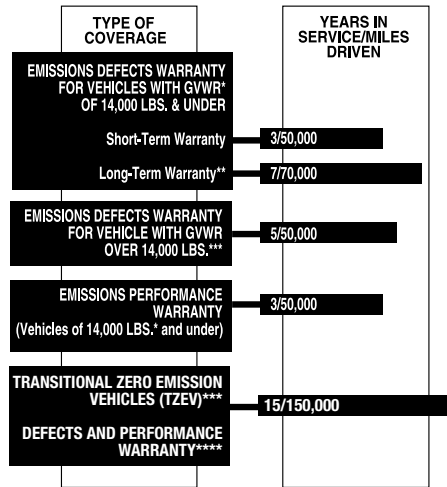 TYPE OF
COVERAGE
YEARS IN
SERVICE/MILES
DRIVEN
EMISSIONS DEFECTS WARRANTY
FOR VEHICLES WITH GVWR*
OF 14,000 LBS. & UNDER
Short-Term Warranty
3/50,000
Long-Term Warranty**
7/70,000
EMISSIONS DEFECTS WARRANTY
FOR VEHICLE WITH GVWR
OVER 14,000 LBS.***
5/50,000
EMISSIONS PERFORMANCE
WARRANTY
(Vehicles of 14,000 LBS.* and under)
3/50,000
TRANSITIONAL ZERO EMISSION
VEHICLES (TZEV)***
DEFECTS AND PERFORMANCE
WARRANTY****
15/150,000